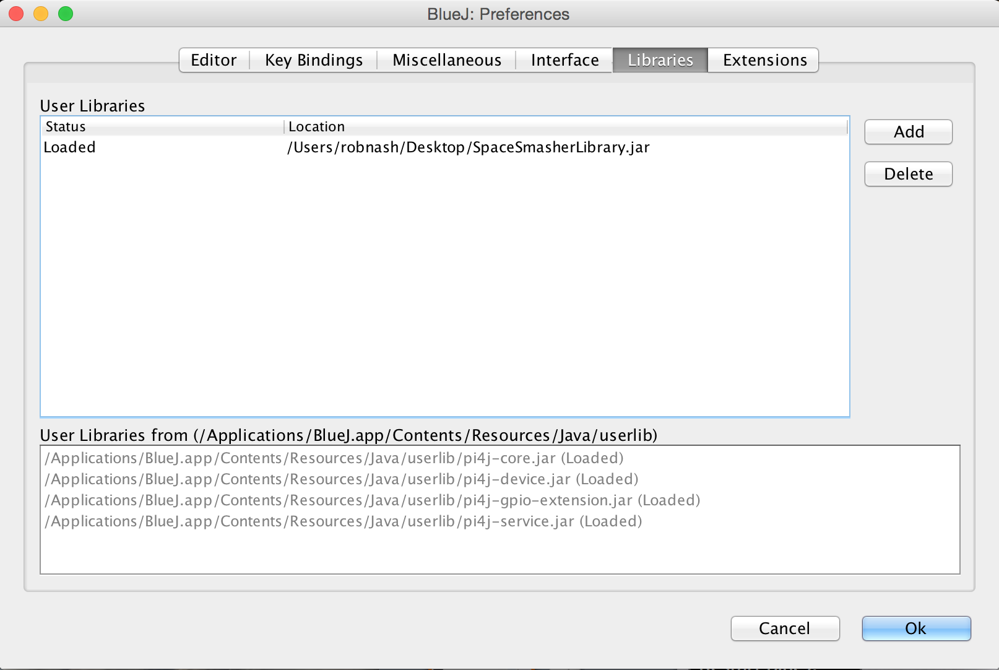 BlueJ: Preferences
Editor Key Bindings Miscellaneous Interface Libraries Extensions
User Libraries
Status Location
Loaded /Users/robnash/Desktop/SpaceSmasherLibrary.jar
Add
Delete
User Libraries from (/Applications/BlueJ.app/Contents/Resources/Java/userlib)
/Applications/BlueJ.app/Contents/Resources/Java/userlib/pi4j-core.jar (Loaded)
/Applications/BlueJ.app/Contents/Resources/Java/userlib/pi4j-device.jar (Loaded)
/Applications/BlueJ.app/Contents/Resources/Java/userlib/pi4j-gpio-extension.jar (Loaded)
/Applications/BlueJ.app/Contents/Resources/Java/userlib/pi4j-service.jar (Loaded)
Cancel Ok